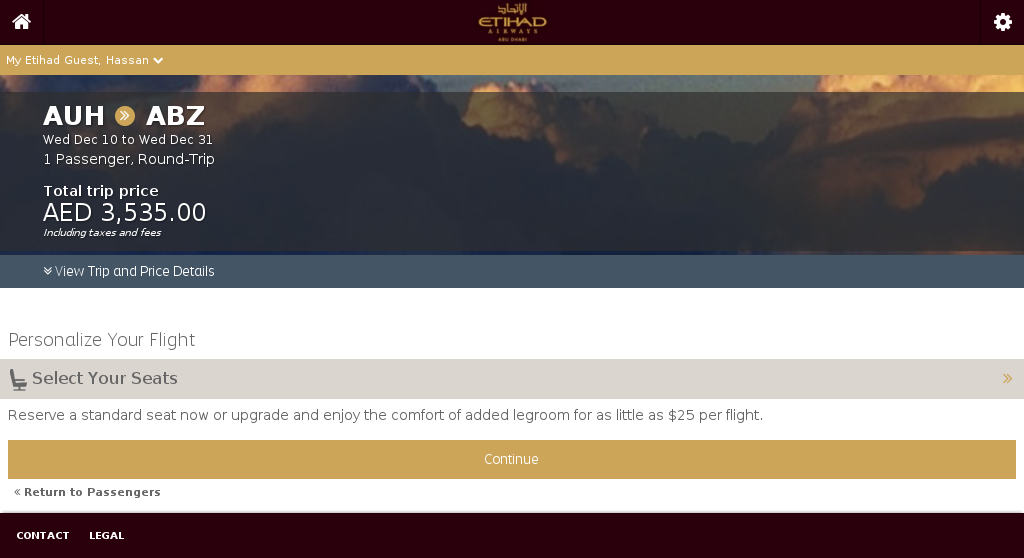 الإتحاد
ETIHAD
AIRWAYS
ABU DHABI
My Etihad Guest, Hassan
AUH ABZ
Wed Dec 10 to Wed Dec 31
1 Passenger, Round-Trip
Total trip price
AED 3,535.00
Including taxes and fees
View Trip and Price Details
Personalize Your Flight
Select Your Seats
Reserve a standard seat now or upgrade and enjoy the comfort of added legroom for as little as $25 per flight.
Continue
« Return to Passengers
CONTACT LEGAL